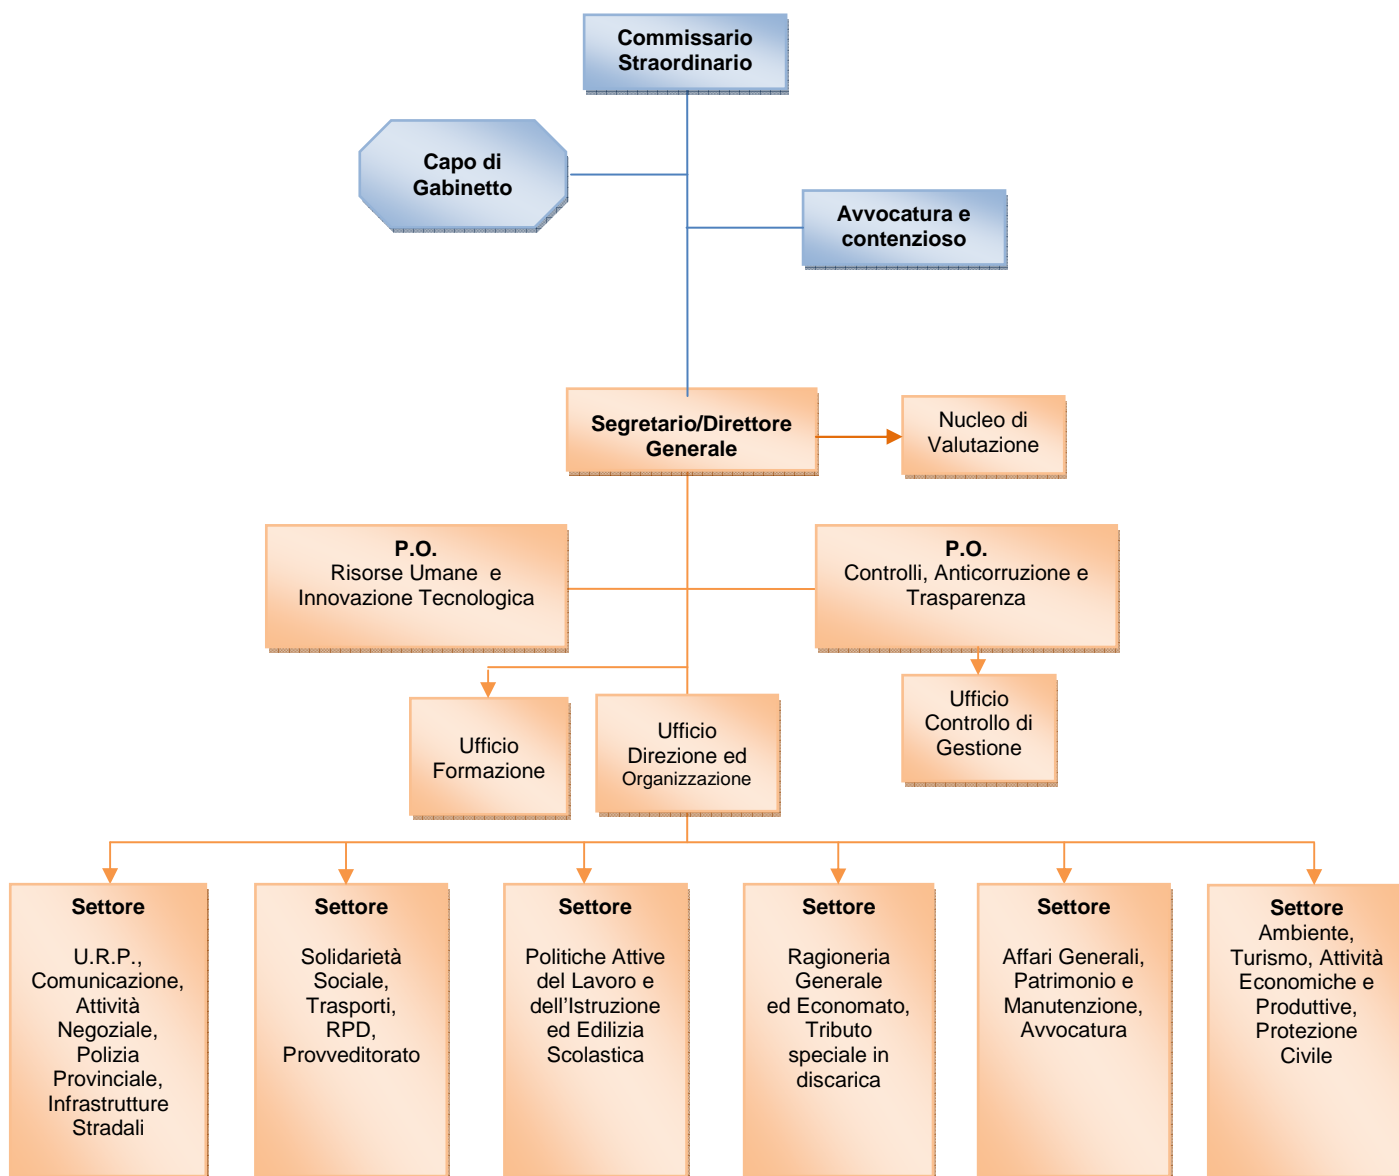 Commissario
Straordinario
Capo di
Gabinetto
Avvocatura e
contenzioso
Segretario/Direttore
Generale
Nucleo di
Valutazione
P.O.
Risorse Umane e
Innovazione Tecnologica
P.O.
Controlli, Anticorruzione e
Trasparenza
Ufficio
Formazione
Ufficio
Direzione ed
Organizzazione
Ufficio
Controllo di
Gestione
Settore
U.R.P.,
Comunicazione,
Attività
Negoziale,
Polizia
Provinciale,
Infrastrutture
Stradali
Settore
Solidarietà
Sociale,
Trasporti,
RPD,
Provveditorato
Settore
Politiche Attive
del Lavoro e
dell’Istruzione
ed Edilizia
Scolastica
Settore
Ragioneria
Generale
ed Economato,
Tributo
speciale in
discarica
Settore
Affari Generali,
Patrimonio e
Manutenzione,
Avvocatura
Settore
Ambiente,
Turismo, Attività
Economiche e
Produttive,
Protezione
Civile